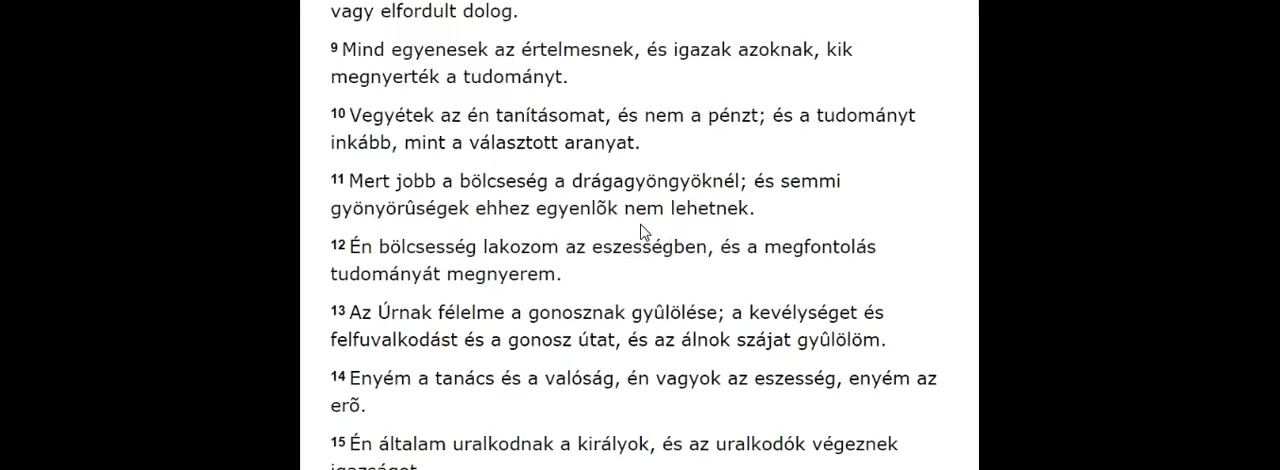 vagy elfordult dolog.
9 Mind egyenesek az értelmesnek, és igazak azoknak, kik
megnyerték a tudományt.
10 Vegyétek az én tanításomat, és nem a pénzt; és a tudományt
inkább, mint a választott aranyat.
11 Mert jobb a bölcseség a drágagyöngyöknél; és semmi
gyönyörûségek ehhez egyenlõk nem lehetnek.
12 Én bölcsesség lakozom az eszességben, és a megfontolás
tudományát megnyerem.
13 Az Úrnak félelme a gonosznak gyûlölése; a kevélységet és
felfuvalkodást és a gonosz útat, és az álnok szájat gyûlölöm.
14 Enyém a tanács és a valóság, én vagyok az eszesség, enyém az
erõ.
15 Én általam uralkodnak a királyok, és az uralkodók végeznek
igazságot.